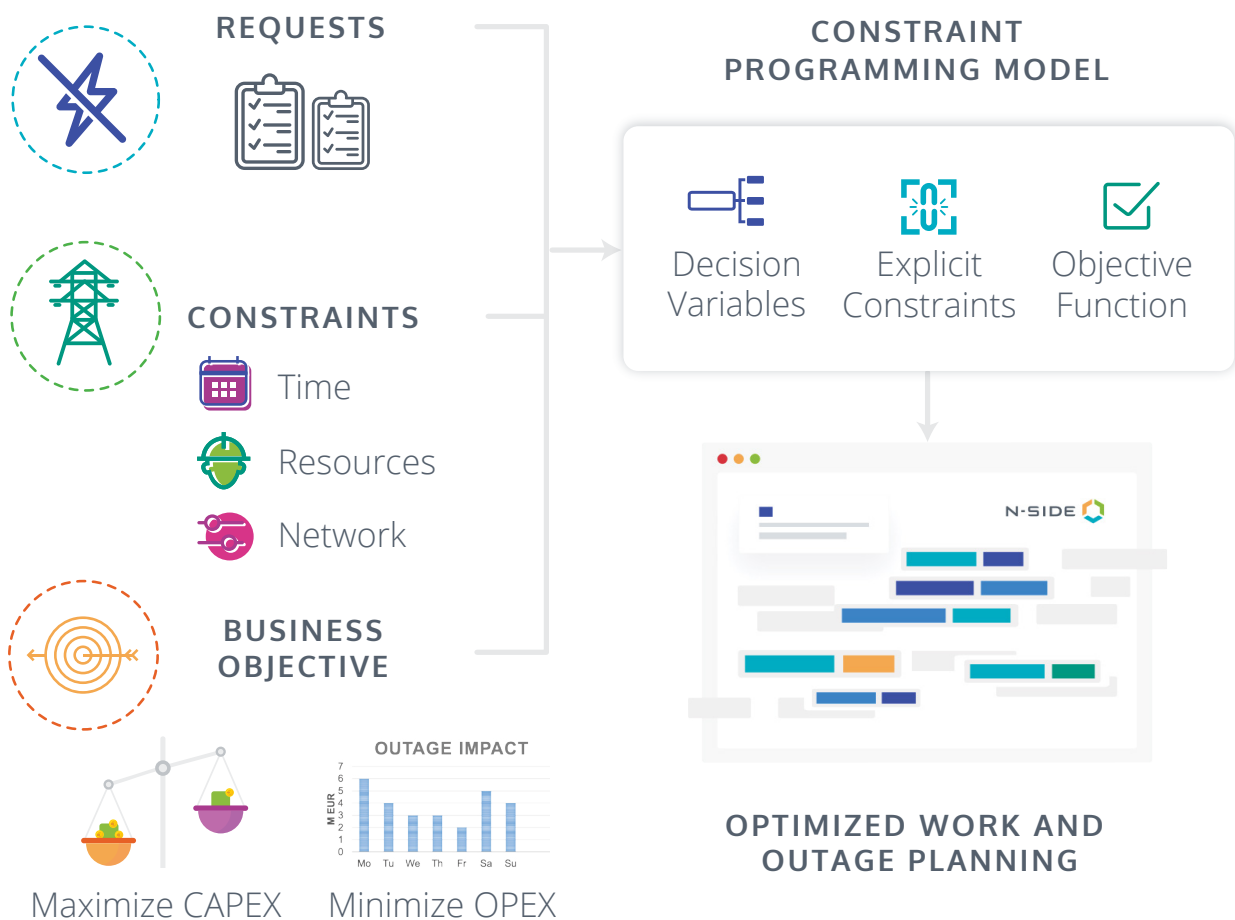 REQUESTS
CONSTRAINTS
Time
Resources
Network
BUSINESS
OBJECTIVE
OUTAGE IMPACT
M EUR
7
6
5
4
3
2
1
0
Mo Tu We Th Fr Sa Su
Maximize CAPEX
Minimize OPEX
CONSTRAINT
PROGRAMMING MODEL
Decision
Variables
Explicit
Constraints
Objective
Function
N-SIDE
OPTIMIZED WORK AND
OUTAGE PLANNING